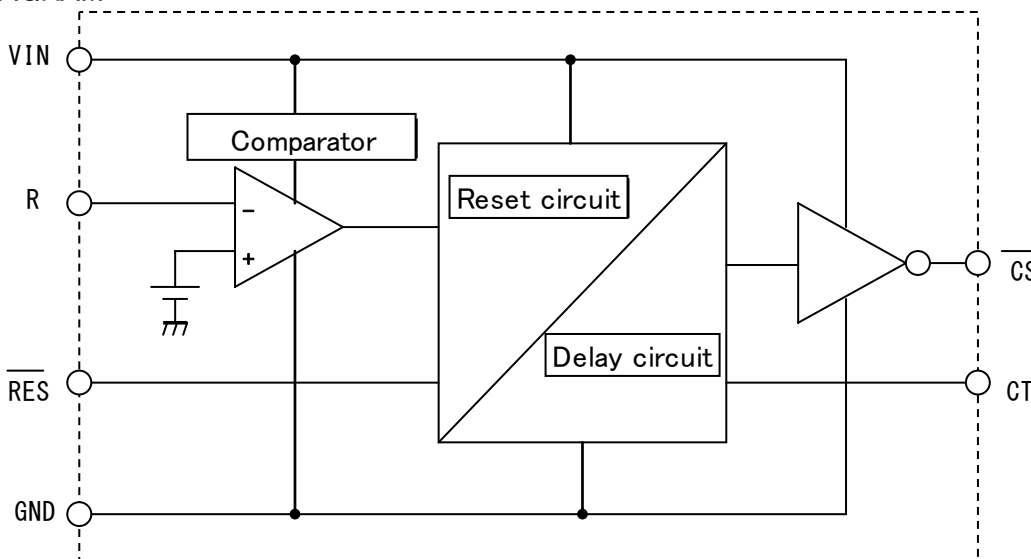 VIN
Comparator
R
Reset circuit
−
+
CS
Delay circuit
RES
CT
GND